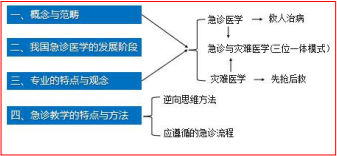 一、概念与范畴
二、我国急诊医学的发展阶段
三、专业的特点与观念
四、急诊教学的特点与方法
急诊医学 救人治病
急诊与灾难医学(三位一体模式)
灾难医学 先抢后救
逆向思维方法
应遵循的急诊流程